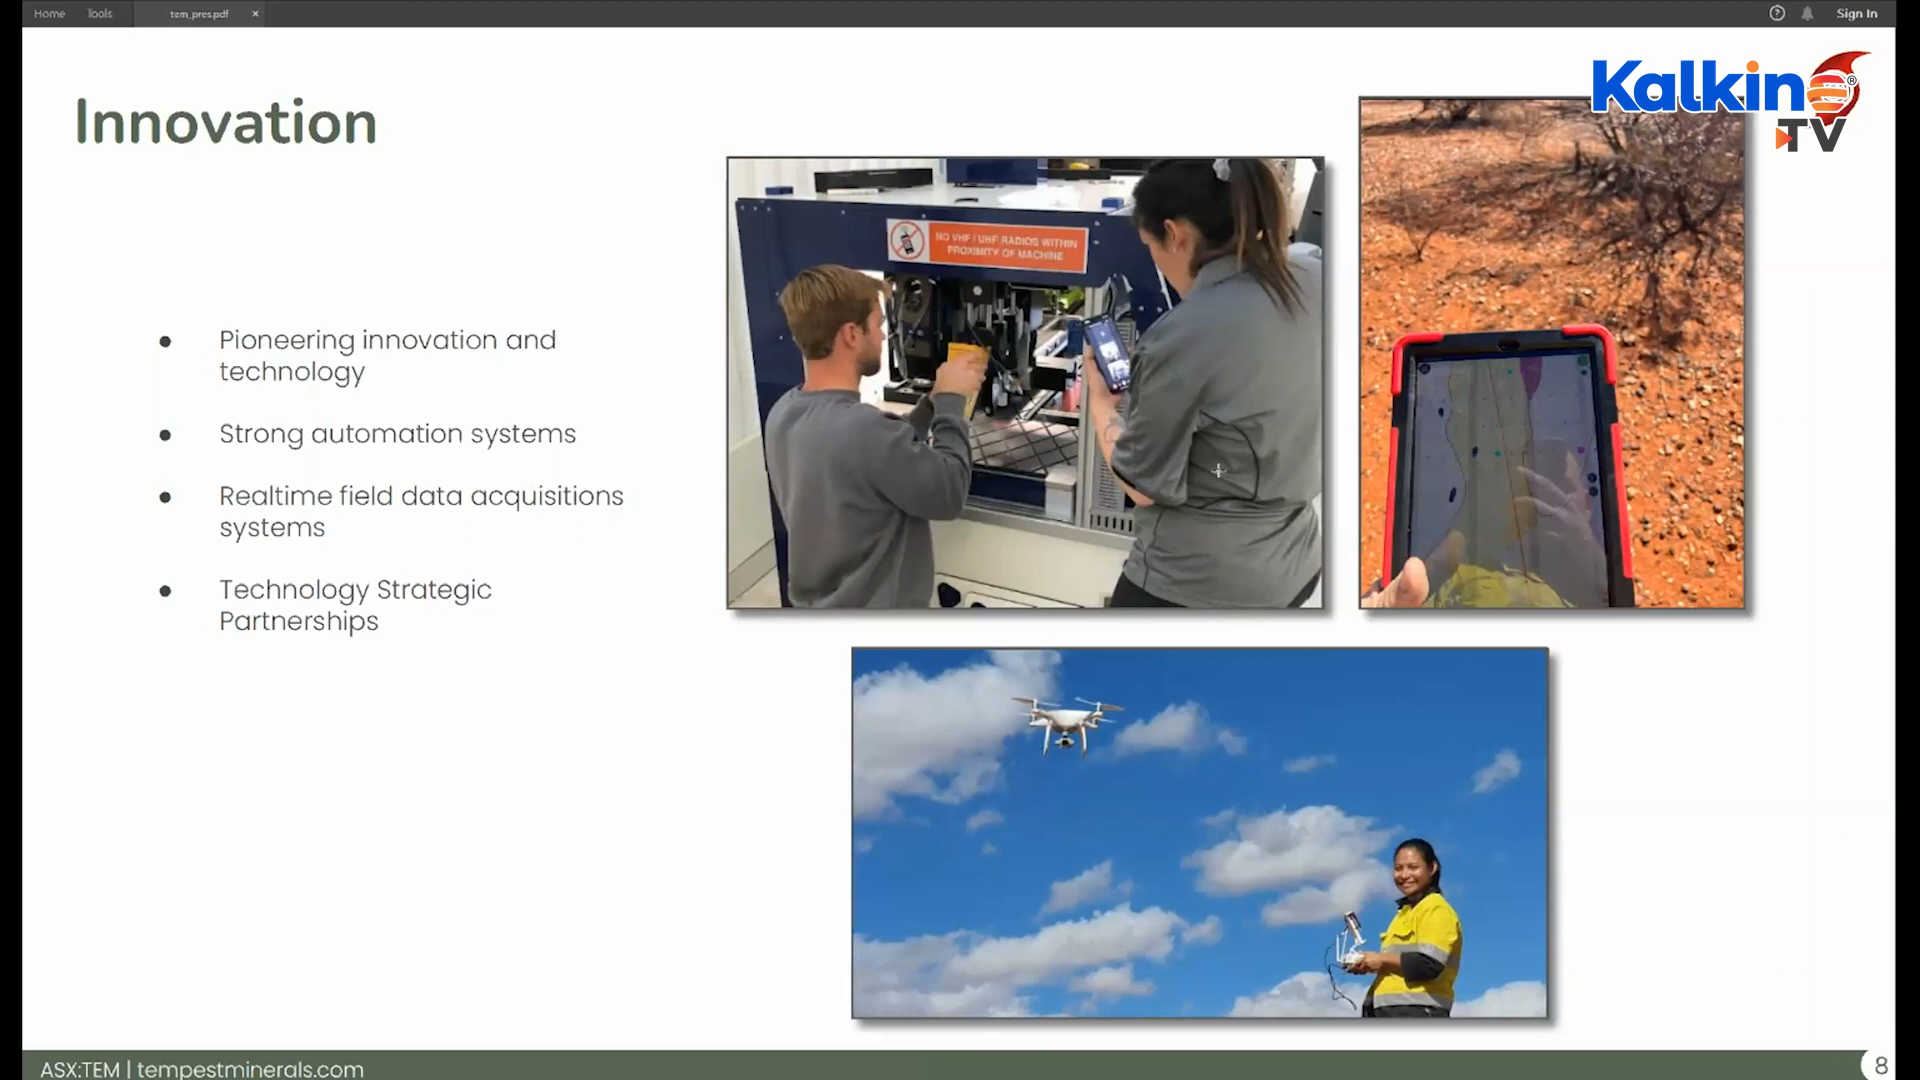 Home Tools tem_pres.pdf × Sign In
Kalkin
TV
Innovation
NO VHF / UHF RADIOS WITHIN
PROXIMITY OF MACHINE
● Pioneering innovation and
technology
● Strong automation systems
● Realtime field data acquisitions
systems
● Technology Strategic
Partnerships
ASX:TEM | tempestminerals.com
8